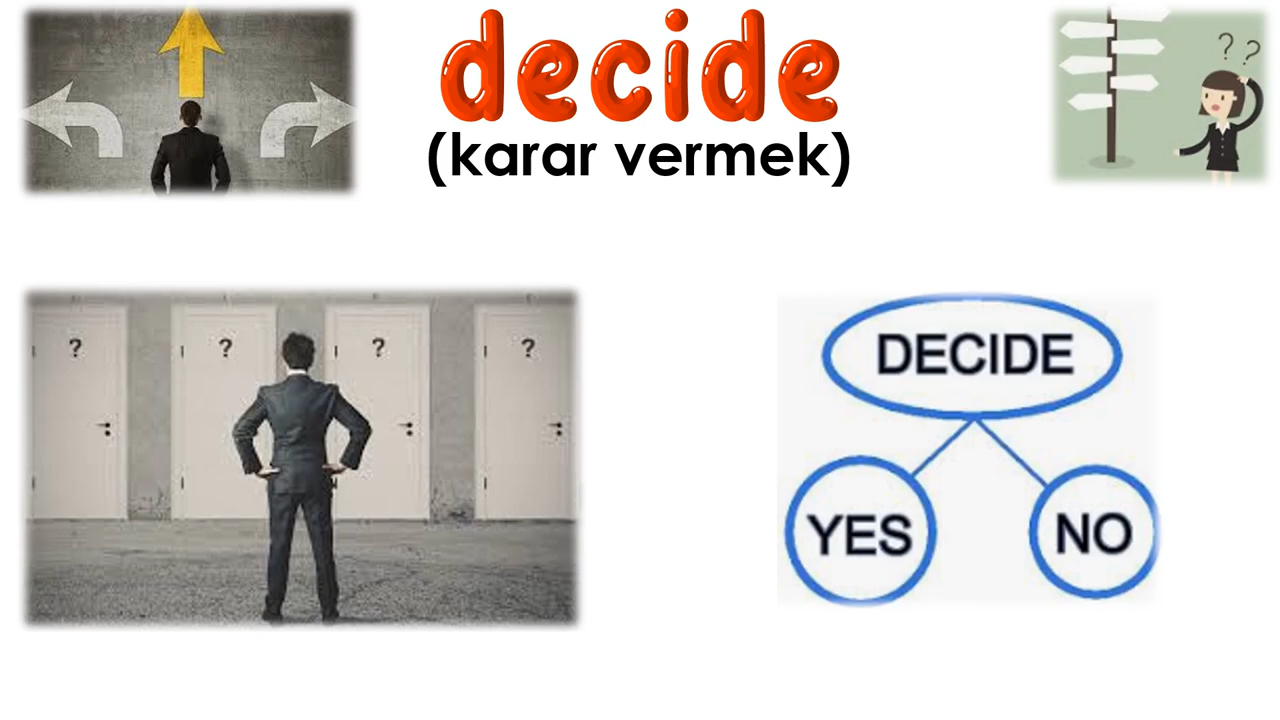 decide
(karar vermek)
? ?
? ? ? ?
DECIDE
YES NO